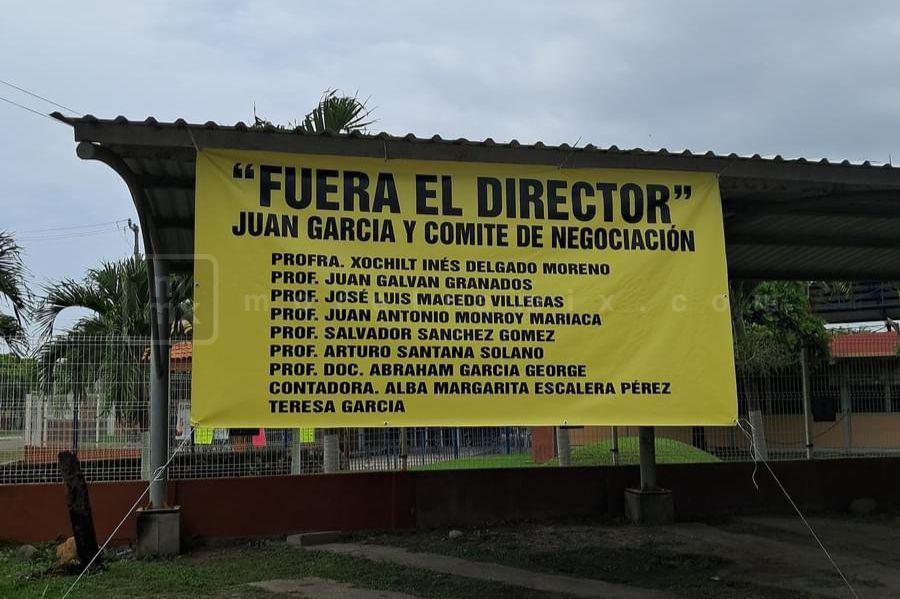 “FUERA EL DIRECTOR”
JUAN GARCIA Y COMITE DE NEGOCIACIÓN
PROFRA. XOCHILT INÉS DELGADO MORENO
PROF. JUAN GALVAN GRANADOS
PROF. JOSÉ LUIS MACEDO VILLEGAS
PROF. JUAN ANTONIO MONROY MARIACA
PROF. SALVADOR SANCHEZ GOMEZ
PROF. ARTURO SANTANA SOLANO
PROF. DOC. ABRAHAM GARCIA GEORGE
CONTADORA. ALBA MARGARITA ESCALERA PÉREZ
TERESA GARCIA